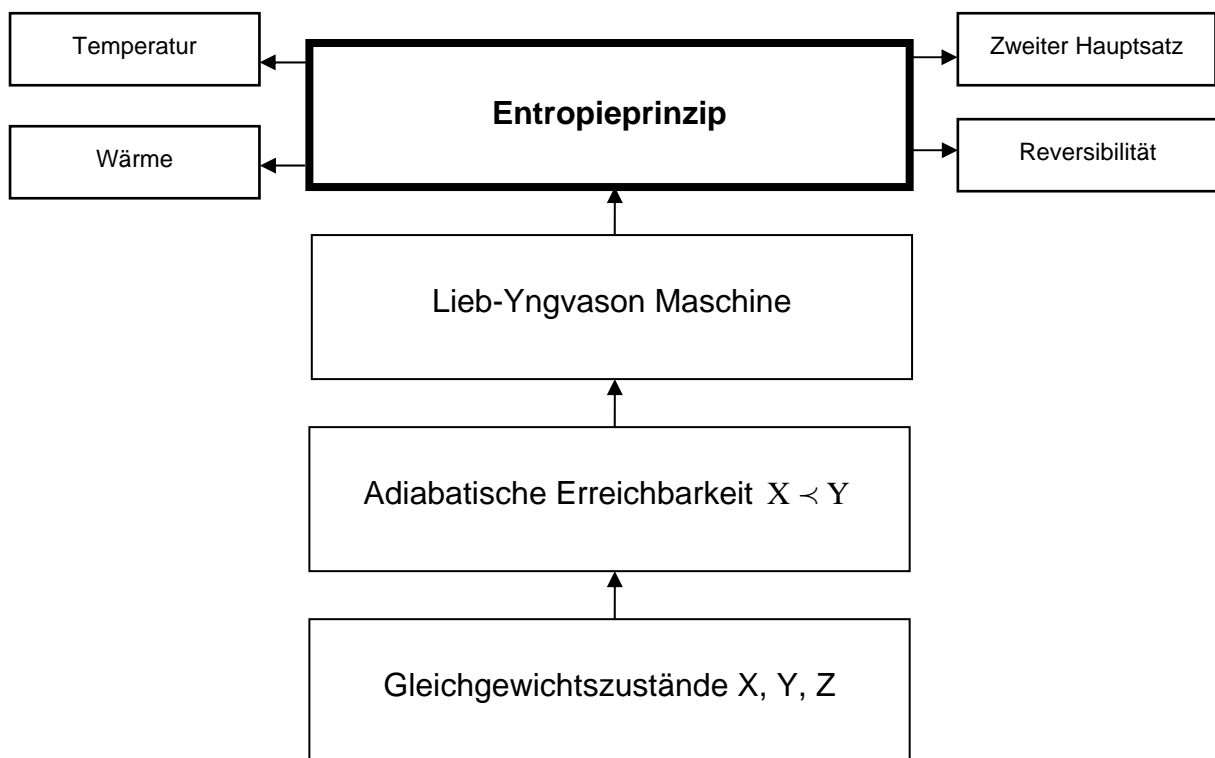 Temperatur
Zweiter Hauptsatz
Entropieprinzip
Wärme
Reversibilität
Lieb-Yngvason Maschine
Adiabatische Erreichbarkeit X ≺ Y
Gleichgewichtszustände X, Y, Z